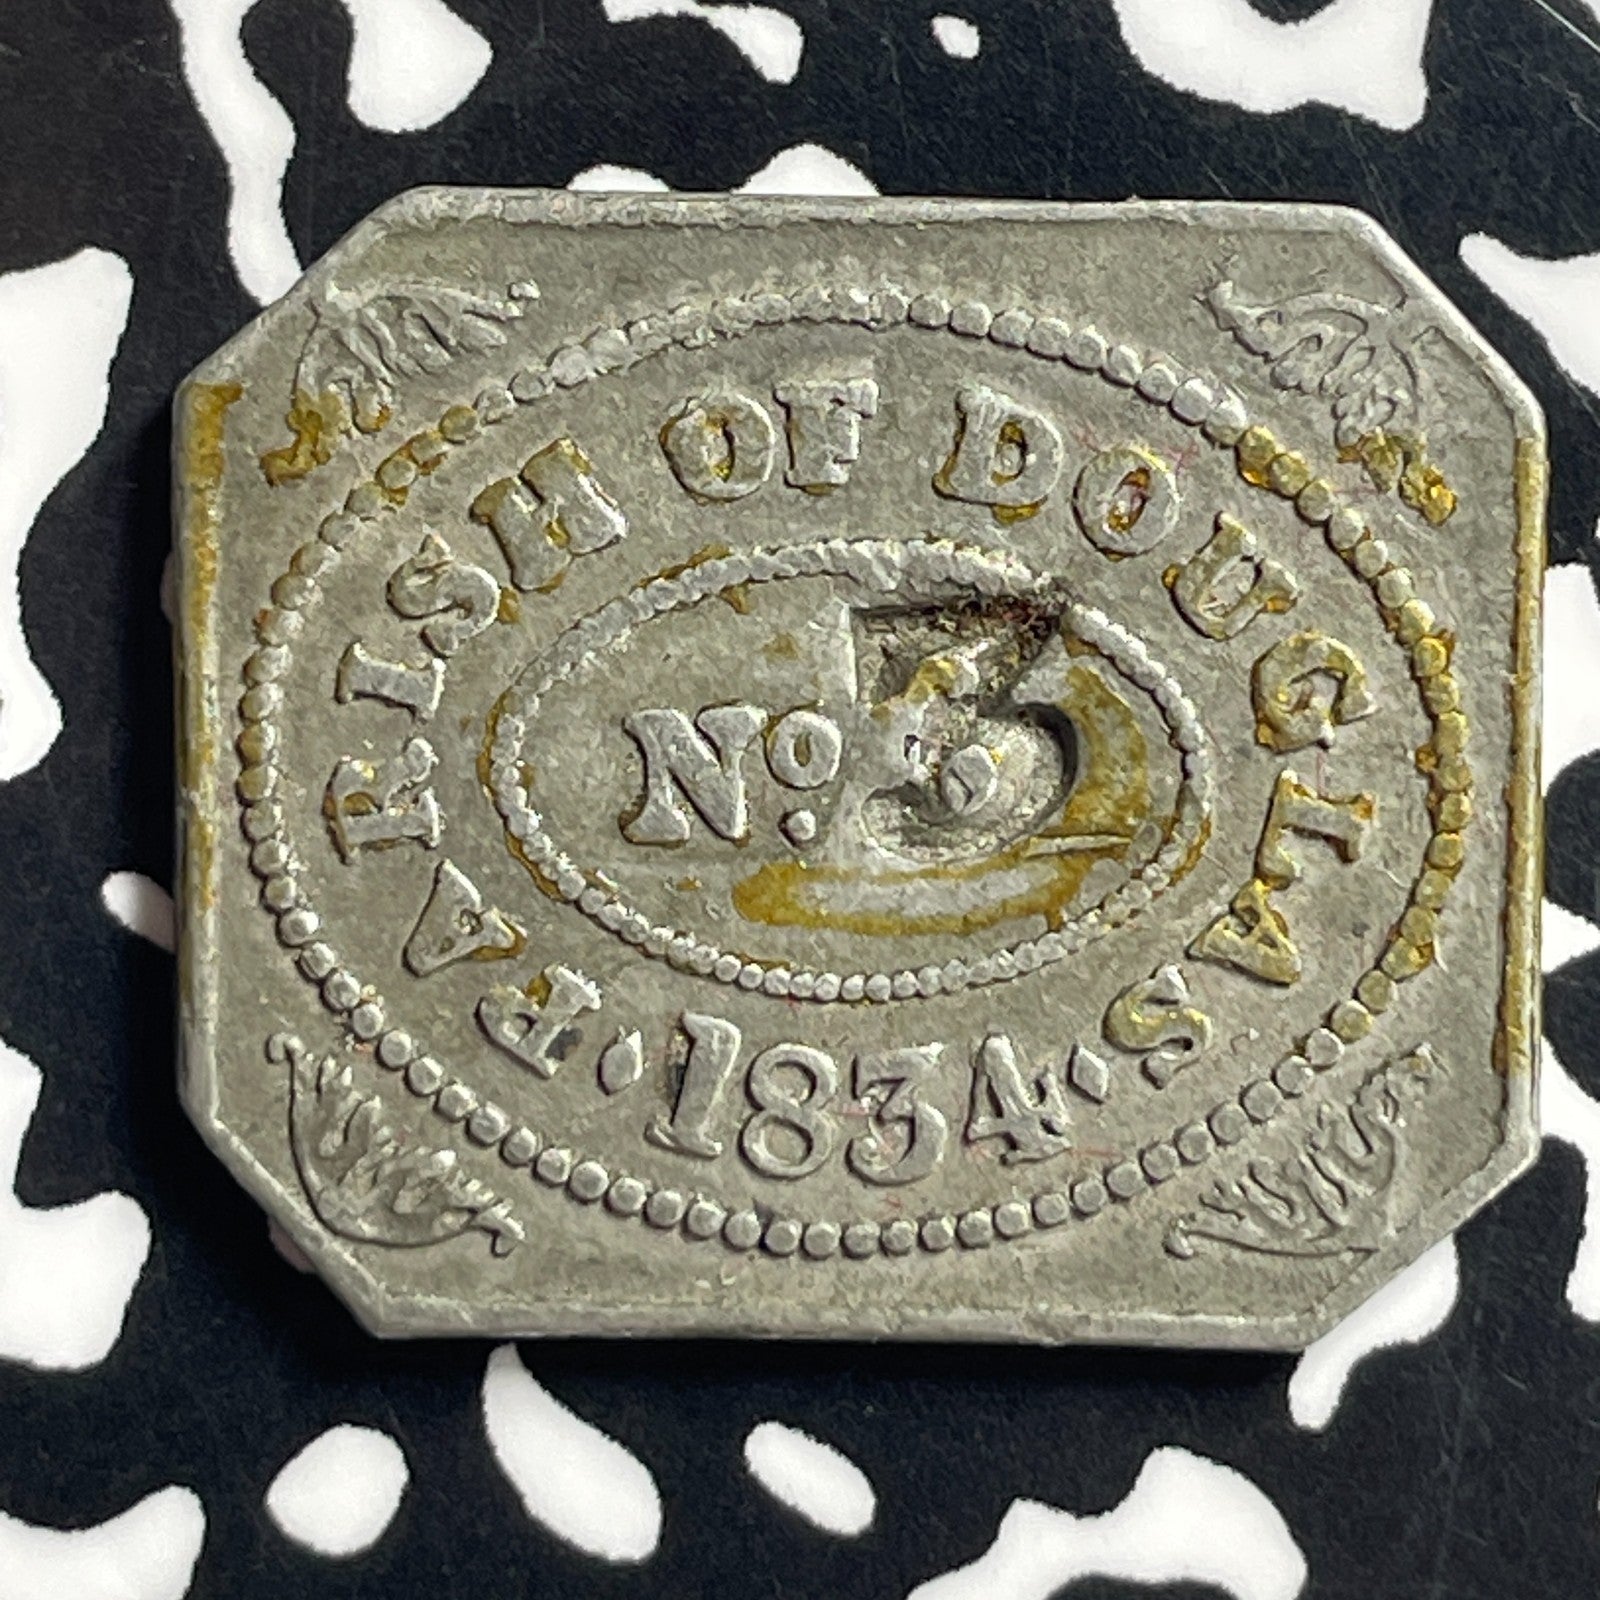 PARISH OF DOUGLAS
· 1834 ·
No. 3